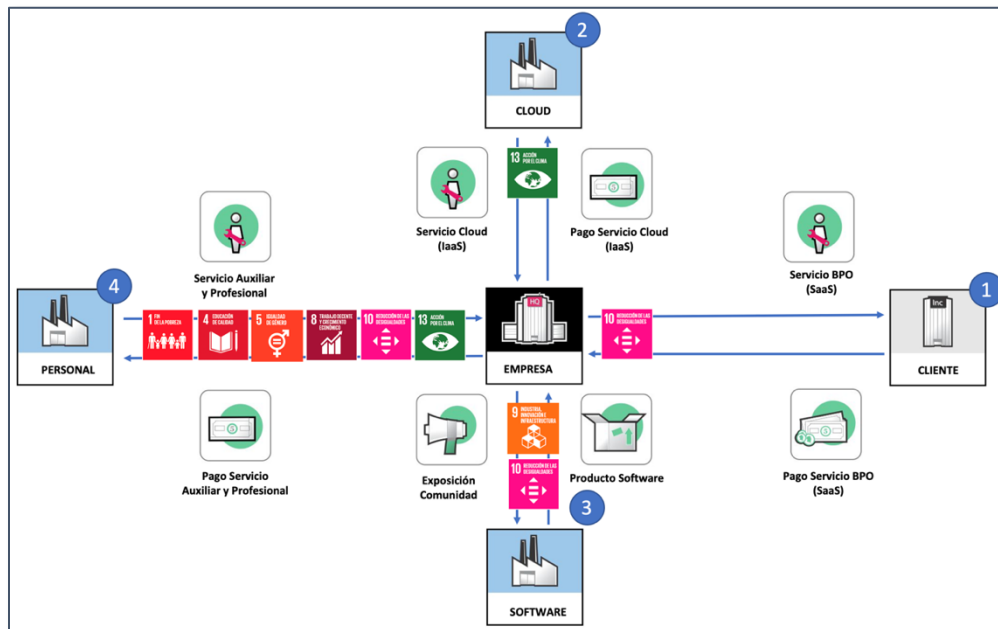 2
CLOUD
13 ACCIÓN
POR EL CLIMA
Servicio Cloud
(IaaS)
Pago Servicio Cloud
(IaaS)
Servicio Auxiliar
y Profesional
Servicio BPO
(SaaS)
4
PERSONAL
1 FIN
DE LA POBREZA
4 EDUCACIÓN
DE CALIDAD
5 IGUALDAD
DE GÉNERO
8 TRABAJO DECENTE
Y CRECIMIENTO
ECONÓMICO
10 REDUCCIÓN DE LAS
DESIGUALDADES
13 ACCIÓN
POR EL CLIMA
HQ
EMPRESA
10 REDUCCIÓN DE LAS
DESIGUALDADES
1
Inc
CLIENTE
Pago Servicio
Auxiliar y Profesional
Exposición
Comunidad
9 INDUSTRIA,
INNOVACIÓN E
INFRAESTRUCTURA
10 REDUCCIÓN DE LAS
DESIGUALDADES
Producto Software
Pago Servicio BPO
(SaaS)
3
SOFTWARE